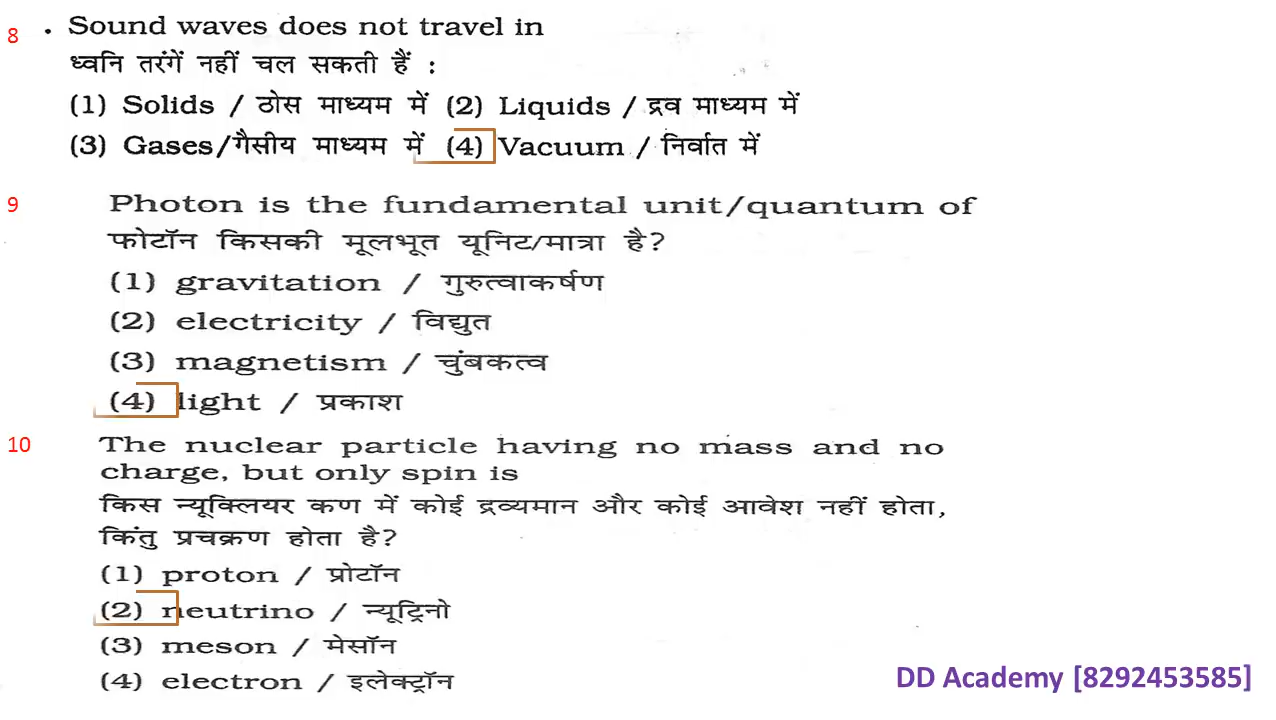 8 . Sound waves does not travel in
ध्वनि तरंगें नहीं चल सकती हैं :
(1) Solids / ठोस माध्यम में (2) Liquids / द्रव माध्यम में
(3) Gases/गैसीय माध्यम में (4) Vacuum / निर्वात में
9 Photon is the fundamental unit/quantum of
फोटॉन किसकी मूलभूत यूनिट/मात्रा है?
(1) gravitation / गुरुत्वाकर्षण
(2) electricity / विद्युत
(3) magnetism / चुंबकत्व
(4) light / प्रकाश
10 The nuclear particle having no mass and no
charge, but only spin is
किस न्यूक्लियर कण में कोई द्रव्यमान और कोई आवेश नहीं होता,
किंतु प्रचक्रण होता है?
(1) proton / प्रोटॉन
(2) neutrino / न्यूट्रिनो
(3) meson / मेसॉन
(4) electron / इलेक्ट्रॉन
DD Academy [8292453585]